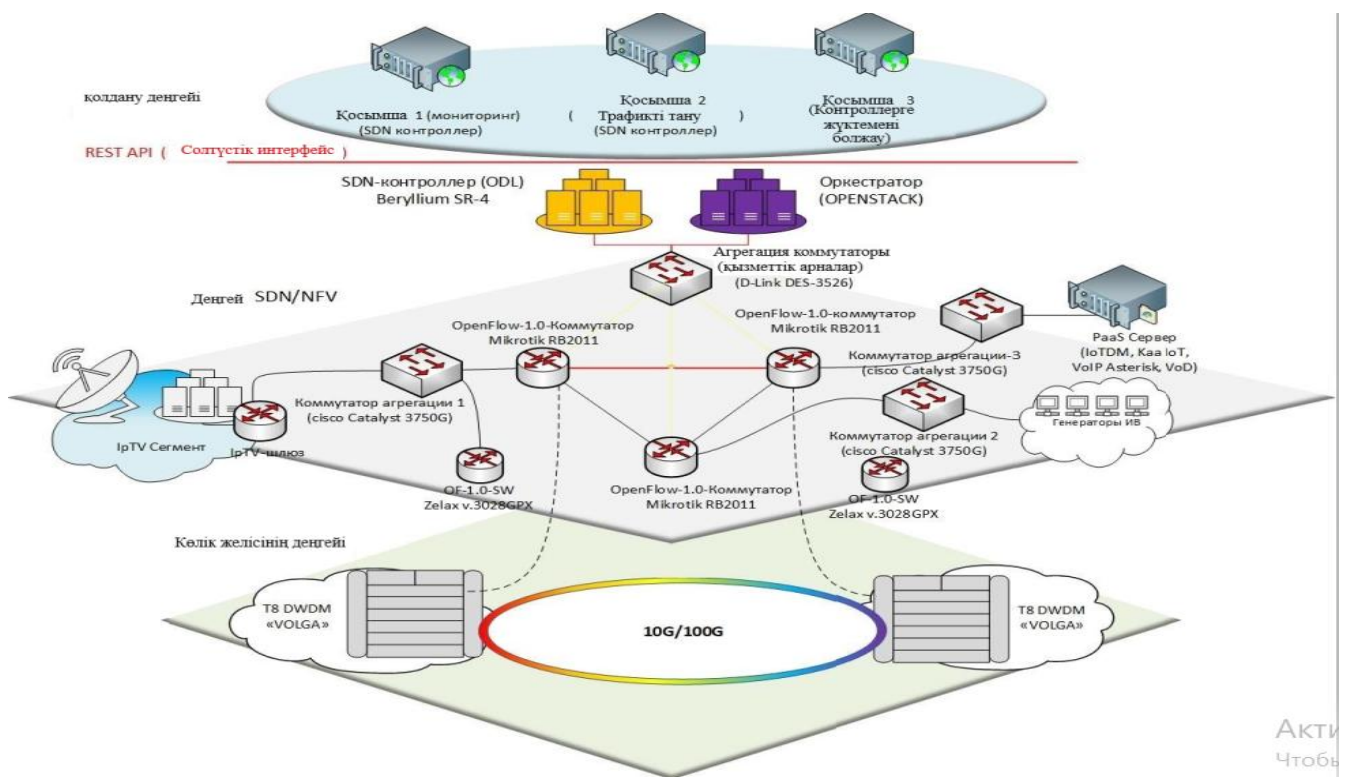 қолдану деңгейі
Қосымша 1 (мониторинг)
(SDN контроллер)
Қосымша 2
( Трафикті тану )
(SDN контроллер)
Қосымша 3
(Контроллерге
жүктемені
болжау)
REST API ( Солтүстік интерфейс )
SDN-контроллер (ODL)
Beryllium SR-4
Оркестратор
(OPENSTACK)
Агрегация коммутаторы
(қызметтік арналар)
(D-Link DES-3526)
Деңгей SDN/NFV
OpenFlow-1.0-Коммутатор
Mikrotik RB2011
OpenFlow-1.0-коммутатор
Mikrotik RB2011
PaaS Сервер
(IoTDM, Kaa IoT,
VoIP Asterisk, VoD)
Коммутатор агрегации-3
(cisco Catalyst 3750G)
Коммутатор агрегации 1
(cisco Catalyst 3750G)
IpTV Сегмент
IpTV-шлюз
Генераторы ИВ
Коммутатор агрегации 2
(cisco Catalyst 3750G)
OF-1.0-SW
Zelax v.3028GPX
OpenFlow-1.0-Коммутатор
Mikrotik RB2011
OF-1.0-SW
Zelax v.3028GPX
Көлік желісінің деңгейі
T8 DWDM
«VOLGA»
10G/100G
T8 DWDM
«VOLGA»
Акти
Чтобы